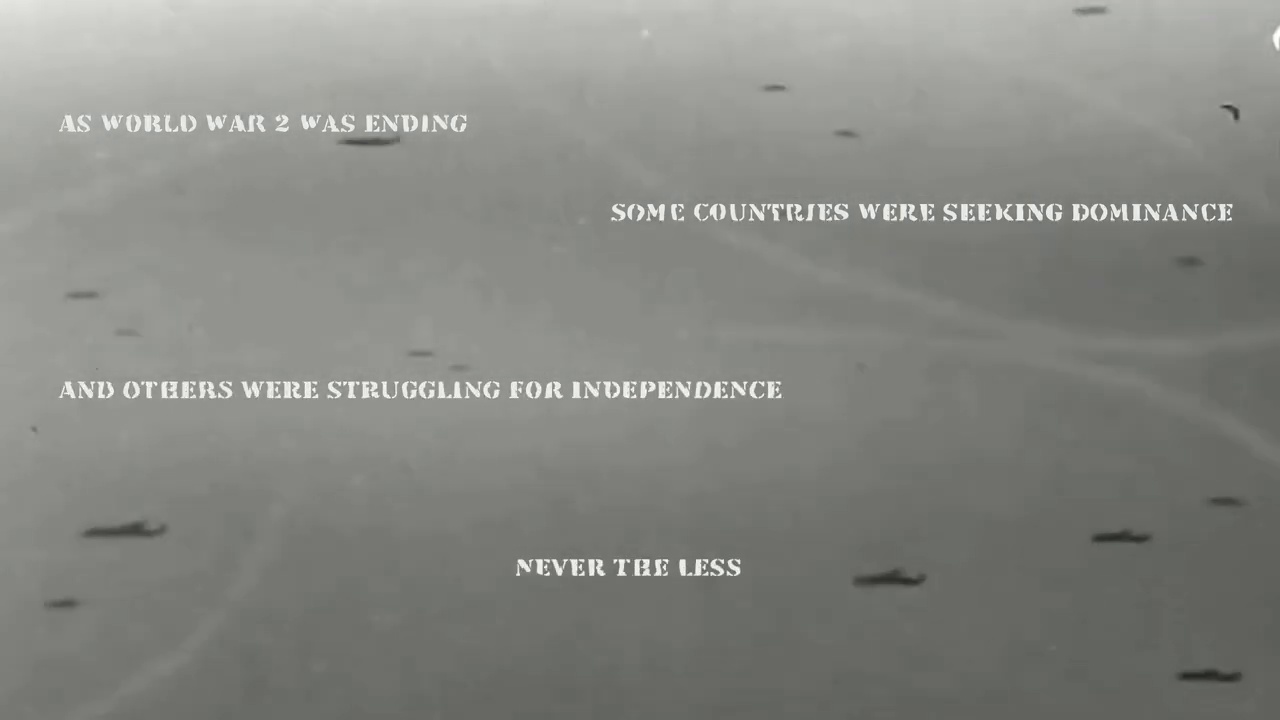 AS WORLD WAR 2 WAS ENDING
SOME COUNTRIES WERE SEEKING DOMINANCE
AND OTHERS WERE STRUGGLING FOR INDEPENDENCE
NEVER THE LESS